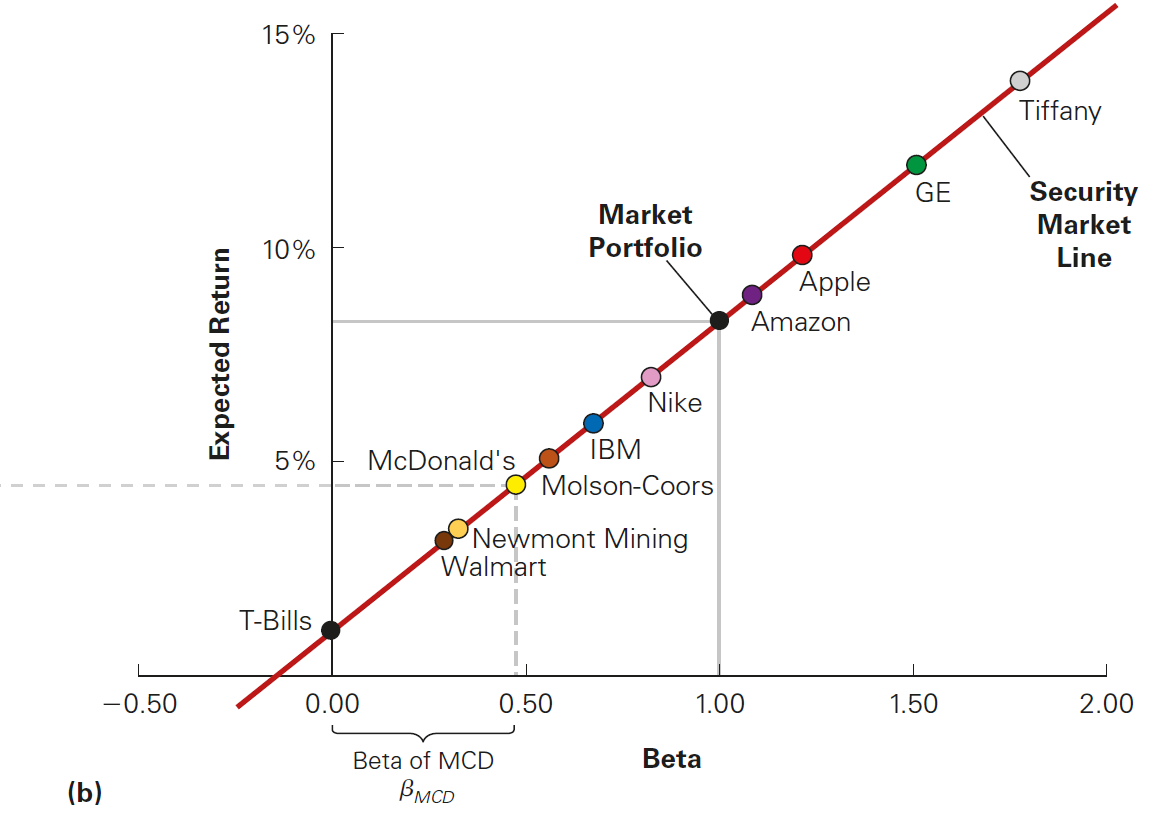 15%
Tiffany
GE
Security
Market
Line
Market
Portfolio
10%
Apple
Amazon
Expected Return
Nike
IBM
McDonald's
5%
Molson-Coors
Newmont Mining
Walmart
T-Bills
−0.50
0.00
0.50
1.00
1.50
2.00
Beta of MCD
β_MCD
Beta
(b)